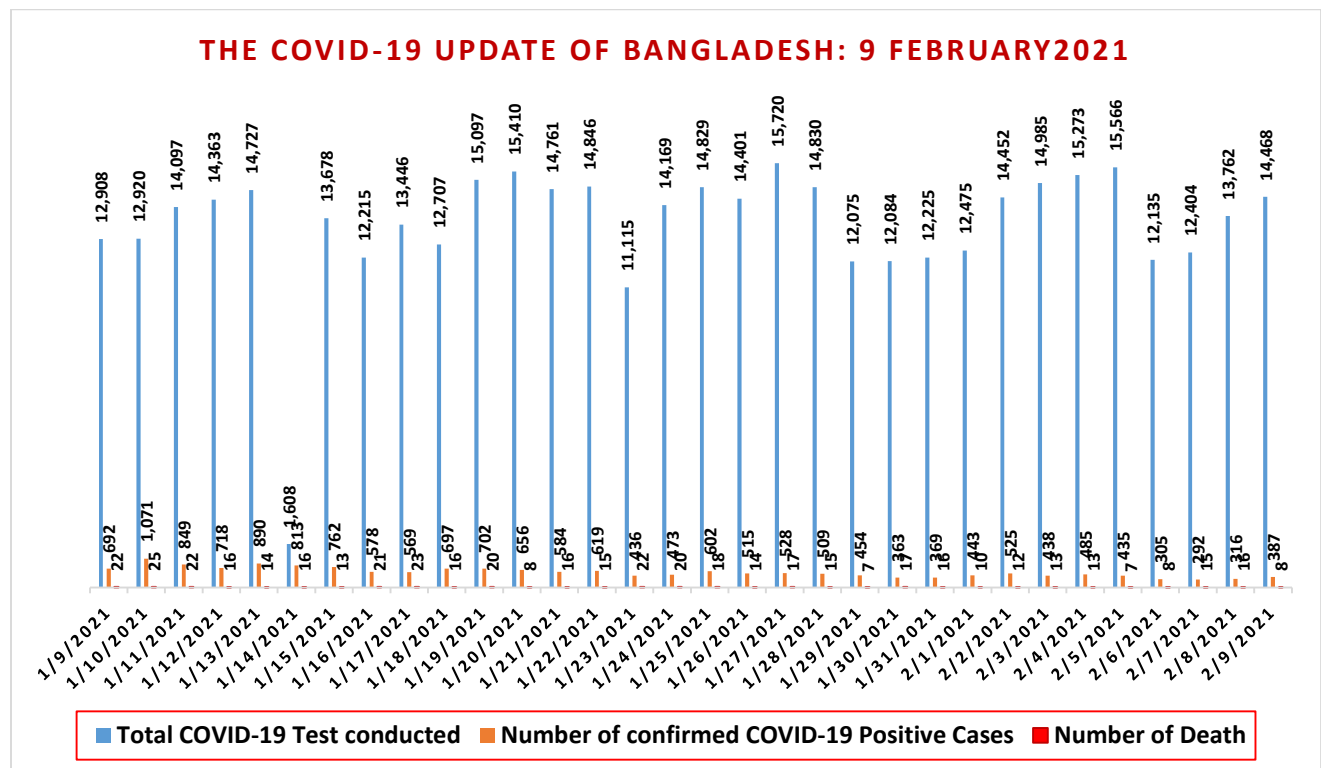 THE COVID-19 UPDATE OF BANGLADESH: 9 FEBRUARY2021
12,908 12,920 14,097 14,363 14,727 1,608 13,678 12,215 13,446 12,707 15,097 15,410 14,761 14,846 11,115 14,169 14,829 14,401 15,720 14,830 12,075 12,084 12,225 12,475 14,452 14,985 15,273 15,566 12,135 12,404 13,762 14,468
692 1,071 849 718 890 813 762 578 569 697 702 656 584 619 436 473 602 515 528 509 454 363 369 443 525 438 485 435 305 292 316 387
22 25 22 16 14 16 13 21 23 16 20 8 16 15 22 20 18 14 17 15 7 17 16 10 12 13 13 7 8 15 16 8
1/9/2021 1/10/2021 1/11/2021 1/12/2021 1/13/2021 1/14/2021 1/15/2021 1/16/2021 1/17/2021 1/18/2021 1/19/2021 1/20/2021 1/21/2021 1/22/2021 1/23/2021 1/24/2021 1/25/2021 1/26/2021 1/27/2021 1/28/2021 1/29/2021 1/30/2021 1/31/2021 2/1/2021 2/2/2021 2/3/2021 2/4/2021 2/5/2021 2/6/2021 2/7/2021 2/8/2021 2/9/2021
Total COVID-19 Test conducted Number of confirmed COVID-19 Positive Cases Number of Death